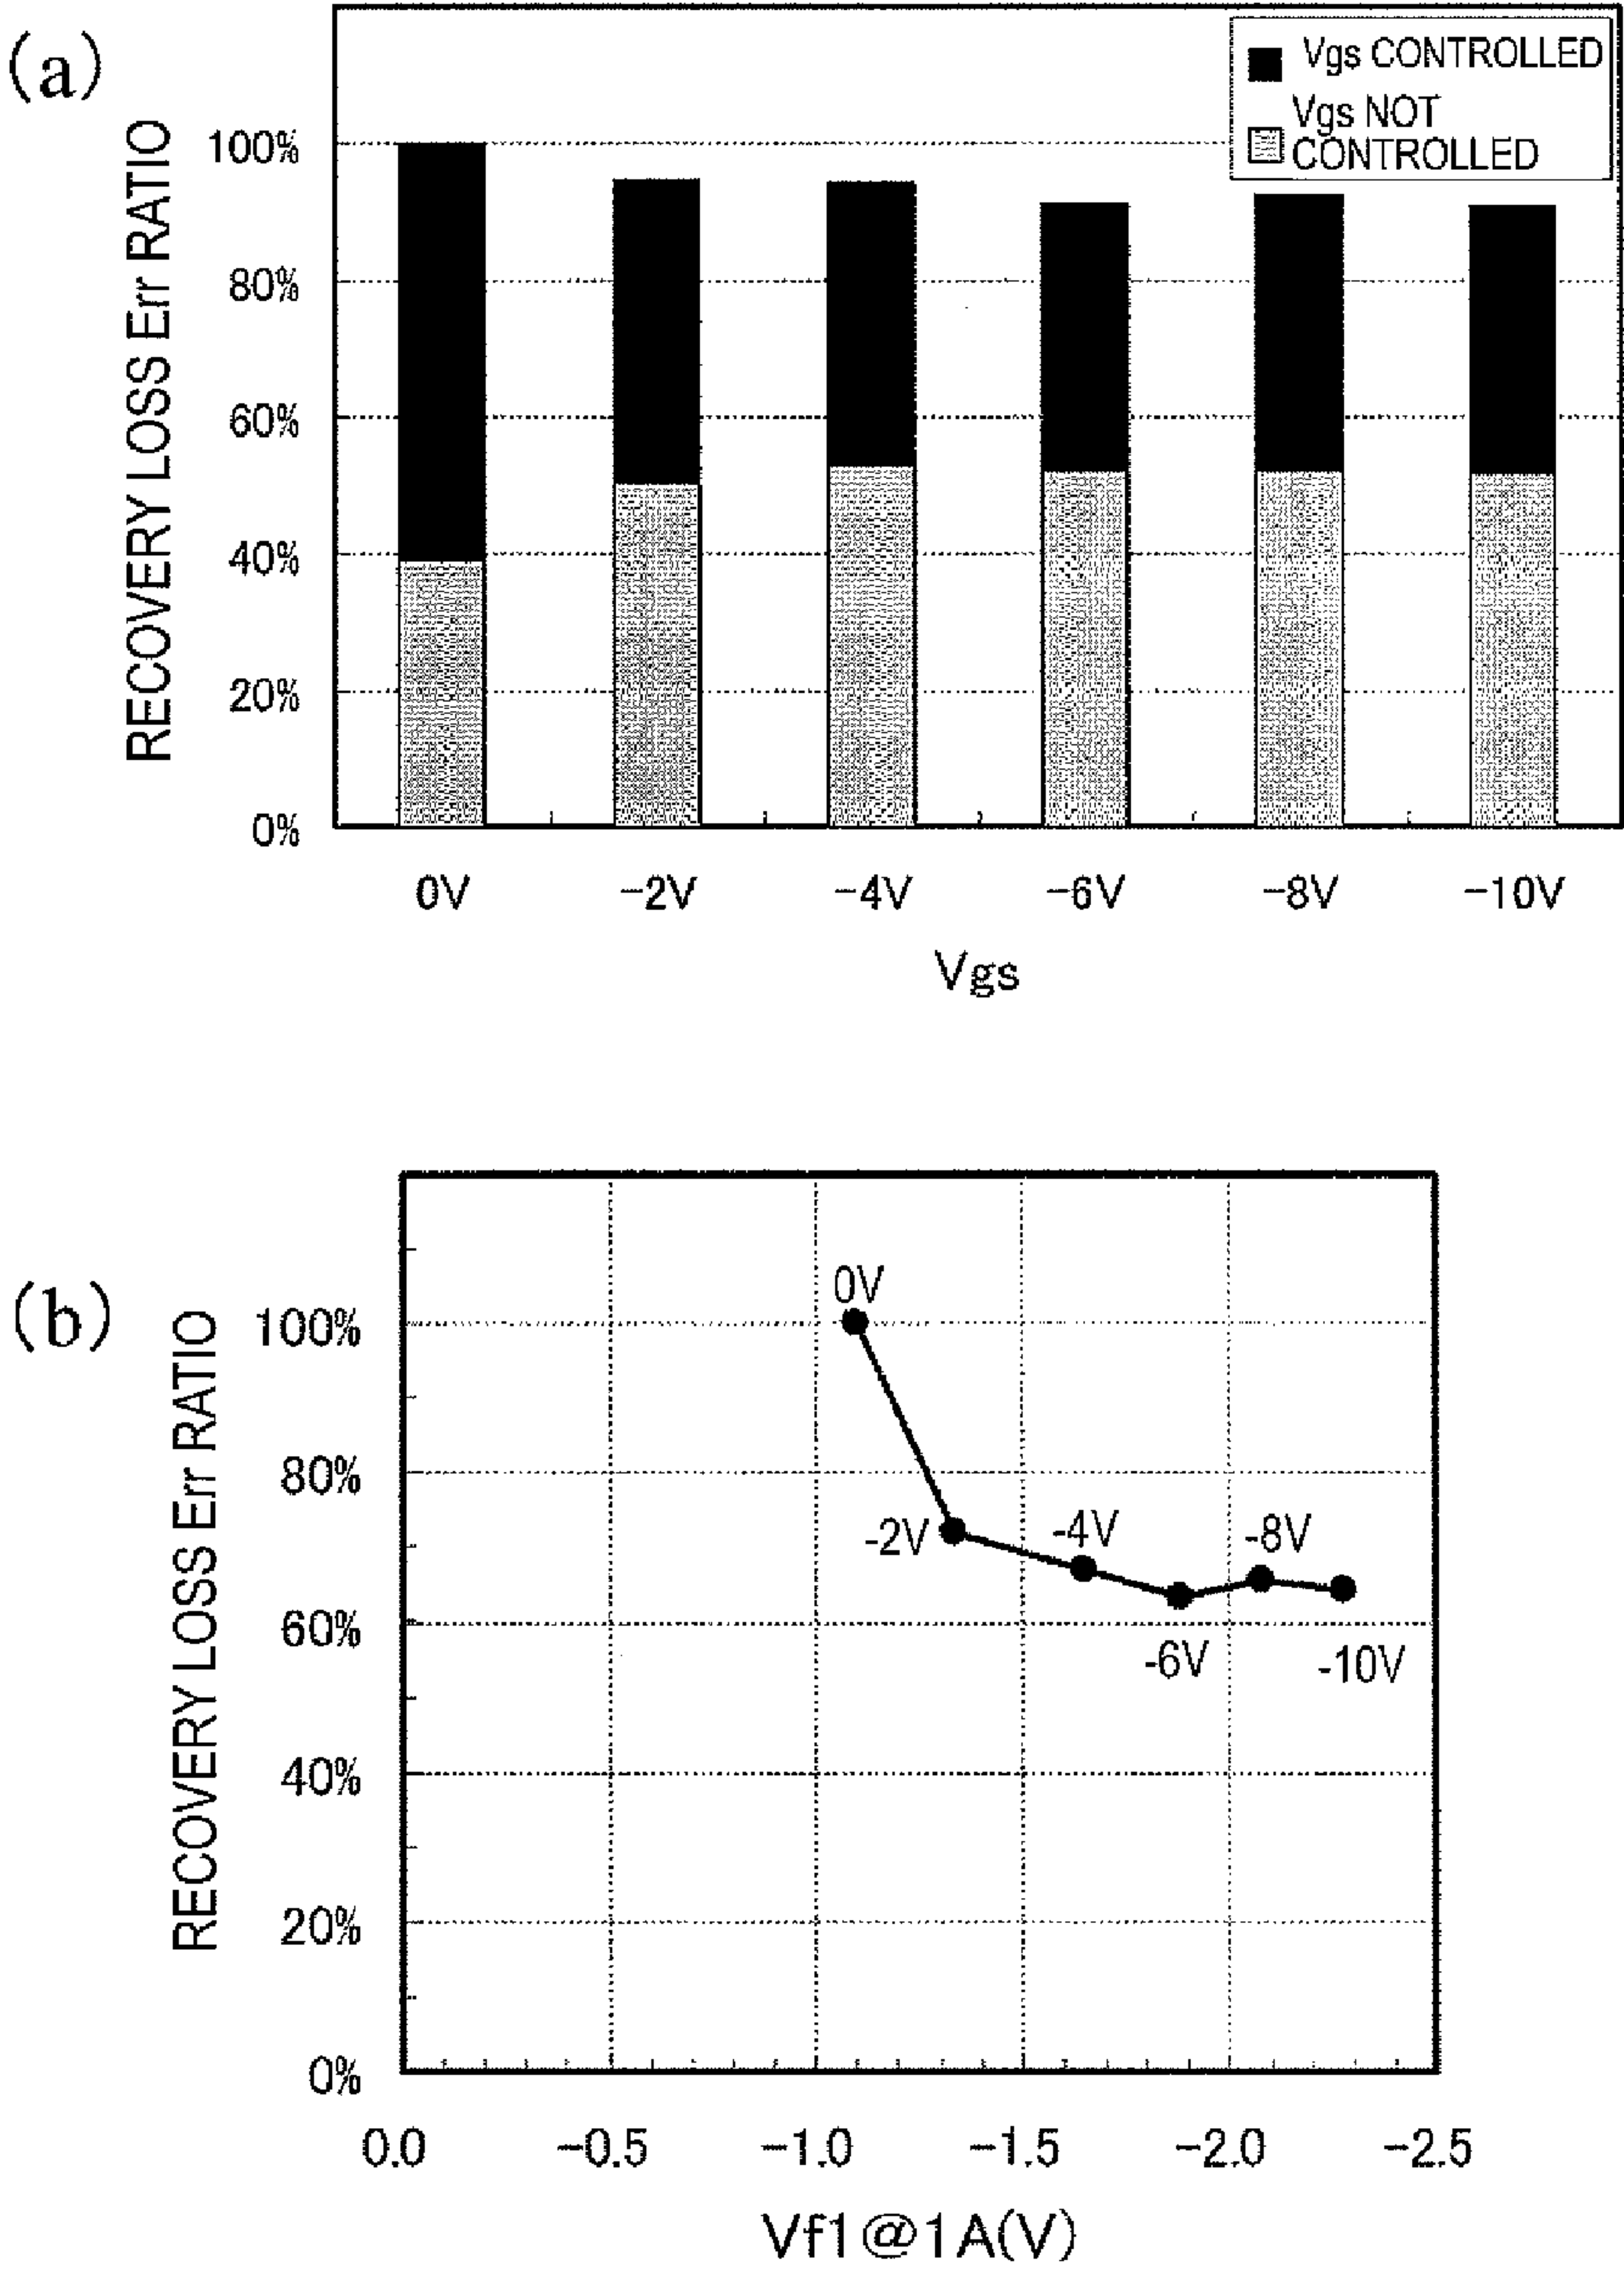 (a)
RECOVERY LOSS Err RATIO
Vgs CONTROLLED
Vgs NOT
CONTROLLED
100%
80%
60%
40%
20%
0%
0V -2V -4V -6V -8V -10V
Vgs
(b)
RECOVERY LOSS Err RATIO
100%
80%
60%
40%
20%
0%
0V
-2V
-4V
-6V
-8V
-10V
0.0 -0.5 -1.0 -1.5 -2.0 -2.5
Vf1@1A(V)